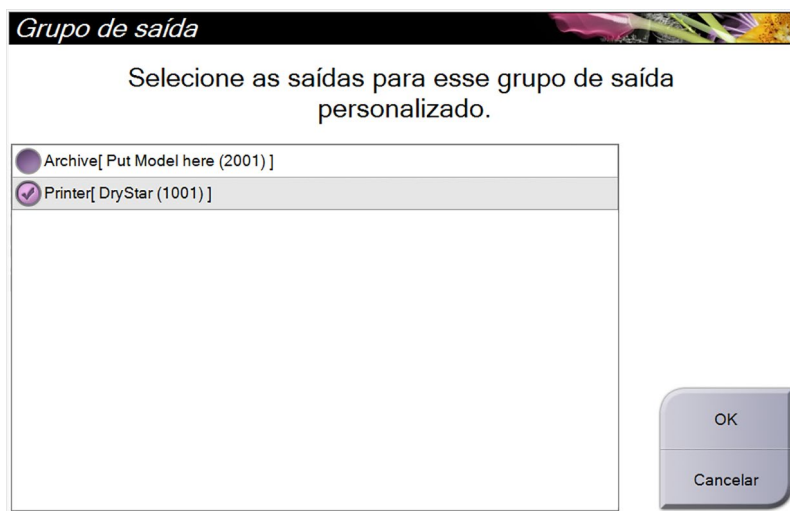 Grupo de saída
Selecione as saídas para esse grupo de saída
personalizado.
Archive[ Put Model here (2001) ]
Printer[ DryStar (1001) ]
OK
Cancelar